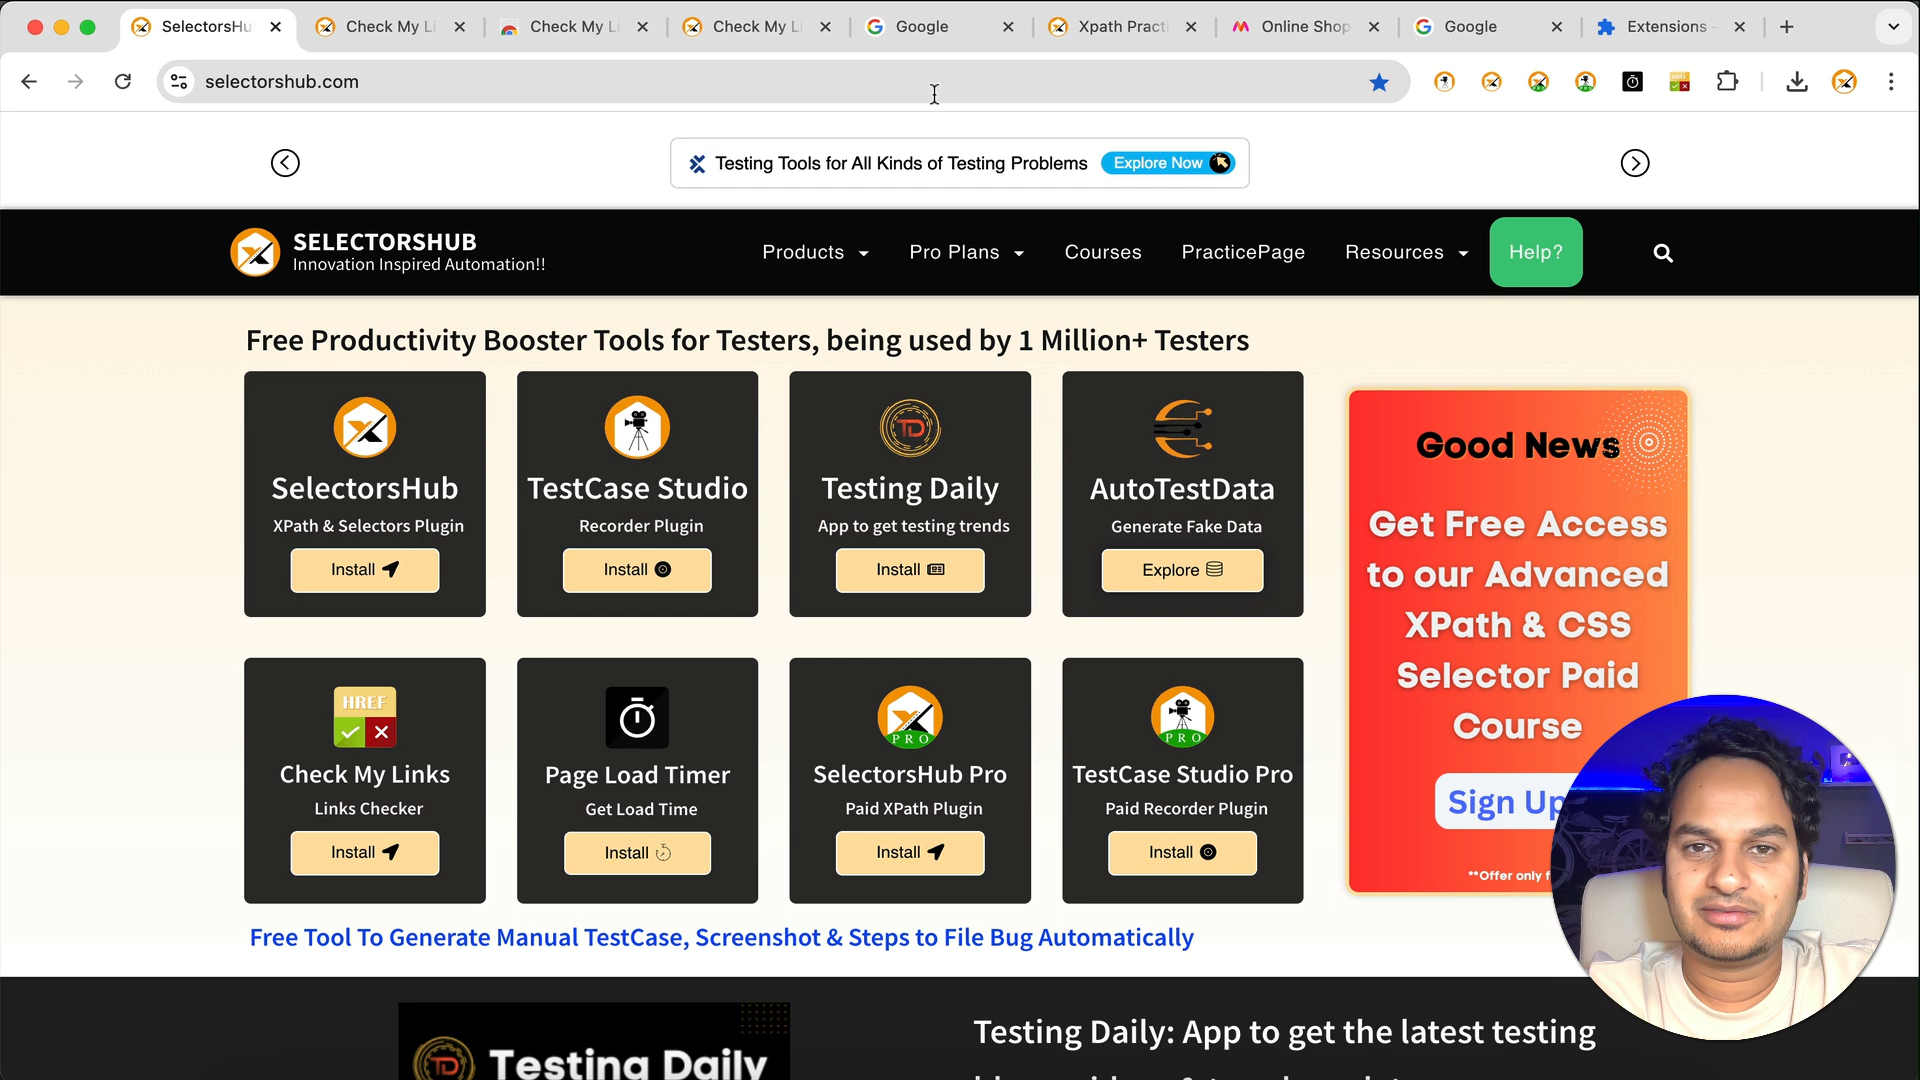 SelectorsHu
Check My Li
Check My Li
Check My Li
Google
Xpath Practi
Online Shop
Google
Extensions -
selectorshub.com
Testing Tools for All Kinds of Testing Problems
Explore Now
SELECTORSHUB
Innovation Inspired Automation!!
Products
Pro Plans
Courses
PracticePage
Resources
Help?
Free Productivity Booster Tools for Testers, being used by 1 Million+ Testers
SelectorsHub
XPath & Selectors Plugin
Install
TestCase Studio
Recorder Plugin
Install
TD
Testing Daily
App to get testing trends
Install
AutoTestData
Generate Fake Data
Explore
HREF
Check My Links
Links Checker
Install
Page Load Timer
Get Load Time
Install
PRO
SelectorsHub Pro
Paid XPath Plugin
Install
PRO
TestCase Studio Pro
Paid Recorder Plugin
Install
Good News
Get Free Access
to our Advanced
XPath & CSS
Selector Paid
Course
Sign Up
**Offer only f
Free Tool To Generate Manual TestCase, Screenshot & Steps to File Bug Automatically
TD
Testing Daily
Testing Daily: App to get the latest testing